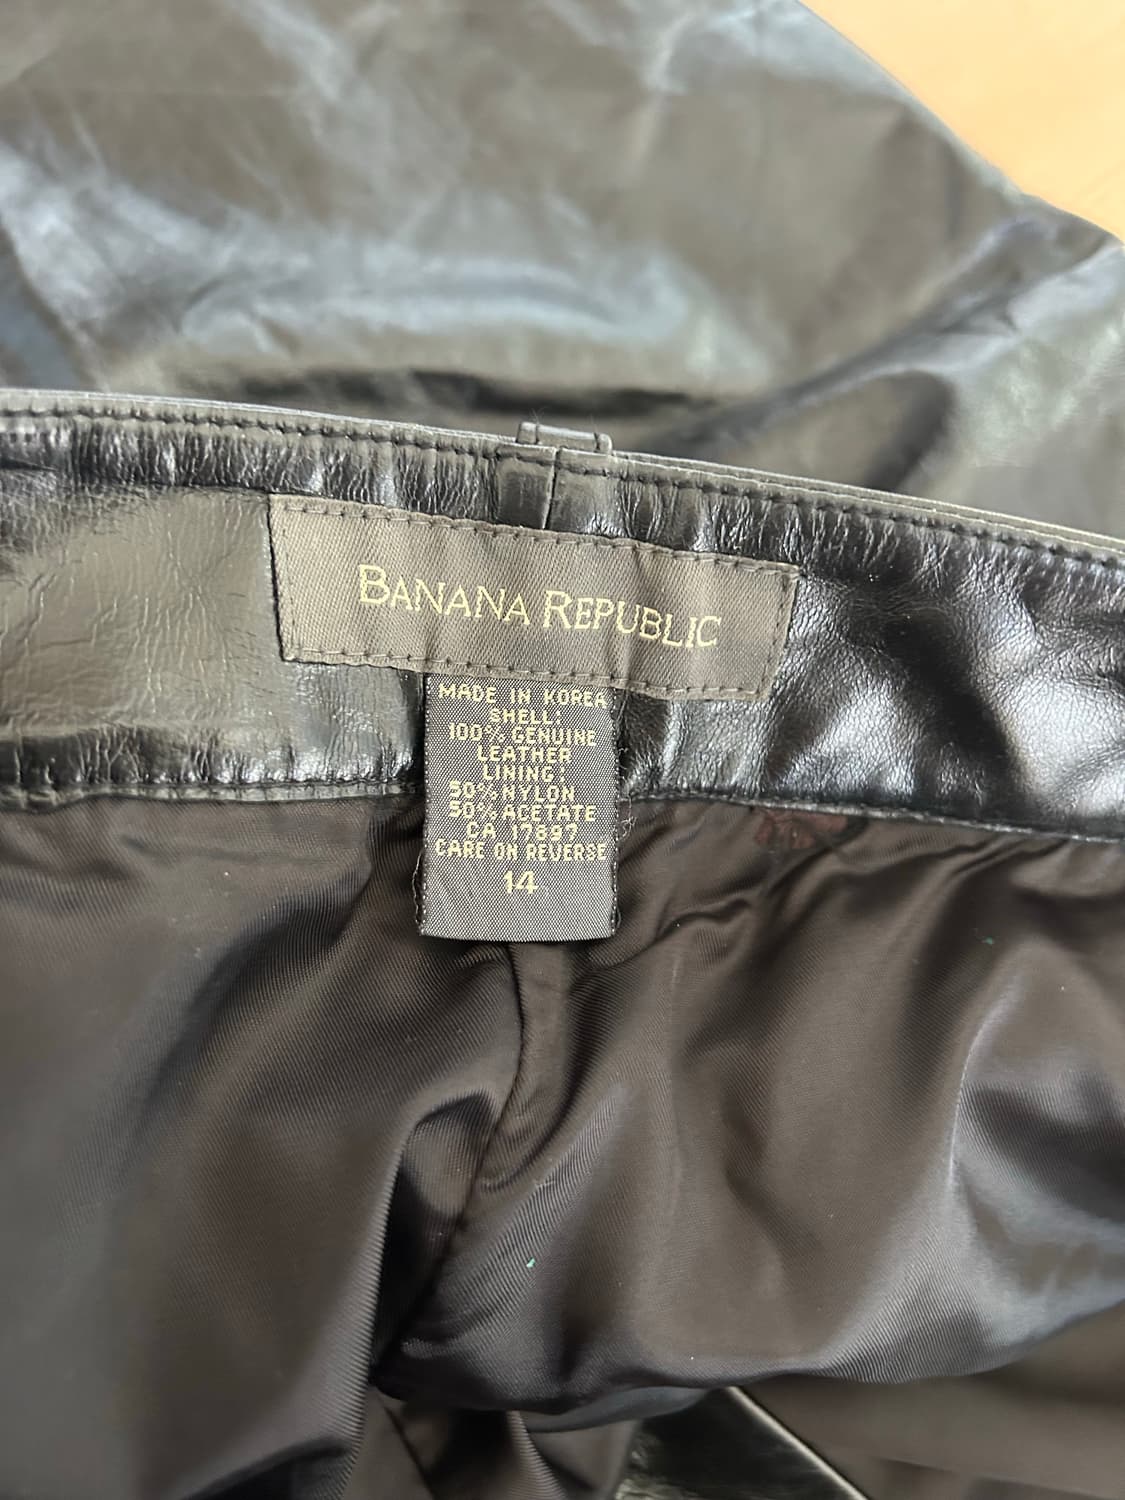 BANANA REPUBLIC
MADE IN KOREA
SHELL:
100% GENUINE
LEATHER
LINING:
50% NYLON
50% ACETATE
CA 17897
CARE ON REVERSE
14